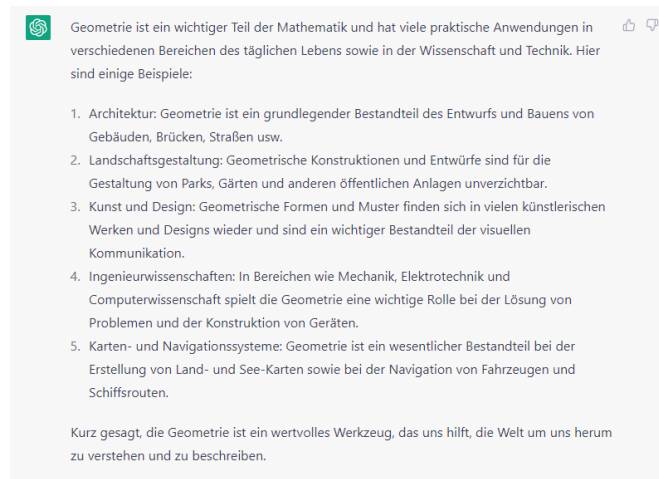 Geometrie ist ein wichtiger Teil der Mathematik und hat viele praktische Anwendungen in
verschiedenen Bereichen des täglichen Lebens sowie in der Wissenschaft und Technik. Hier
sind einige Beispiele:
1. Architektur: Geometrie ist ein grundlegender Bestandteil des Entwurfs und Bauens von
Gebäuden, Brücken, Straßen usw.
2. Landschaftsgestaltung: Geometrische Konstruktionen und Entwürfe sind für die
Gestaltung von Parks, Gärten und anderen öffentlichen Anlagen unverzichtbar.
3. Kunst und Design: Geometrische Formen und Muster finden sich in vielen künstlerischen
Werken und Designs wieder und sind ein wichtiger Bestandteil der visuellen
Kommunikation.
4. Ingenieurwissenschaften: In Bereichen wie Mechanik, Elektrotechnik und
Computerwissenschaft spielt die Geometrie eine wichtige Rolle bei der Lösung von
Problemen und der Konstruktion von Geräten.
5. Karten- und Navigationssysteme: Geometrie ist ein wesentlicher Bestandteil bei der
Erstellung von Land- und See-Karten sowie bei der Navigation von Fahrzeugen und
Schiffsrouten.
Kurz gesagt, die Geometrie ist ein wertvolles Werkzeug, das uns hilft, die Welt um uns herum
zu verstehen und zu beschreiben.